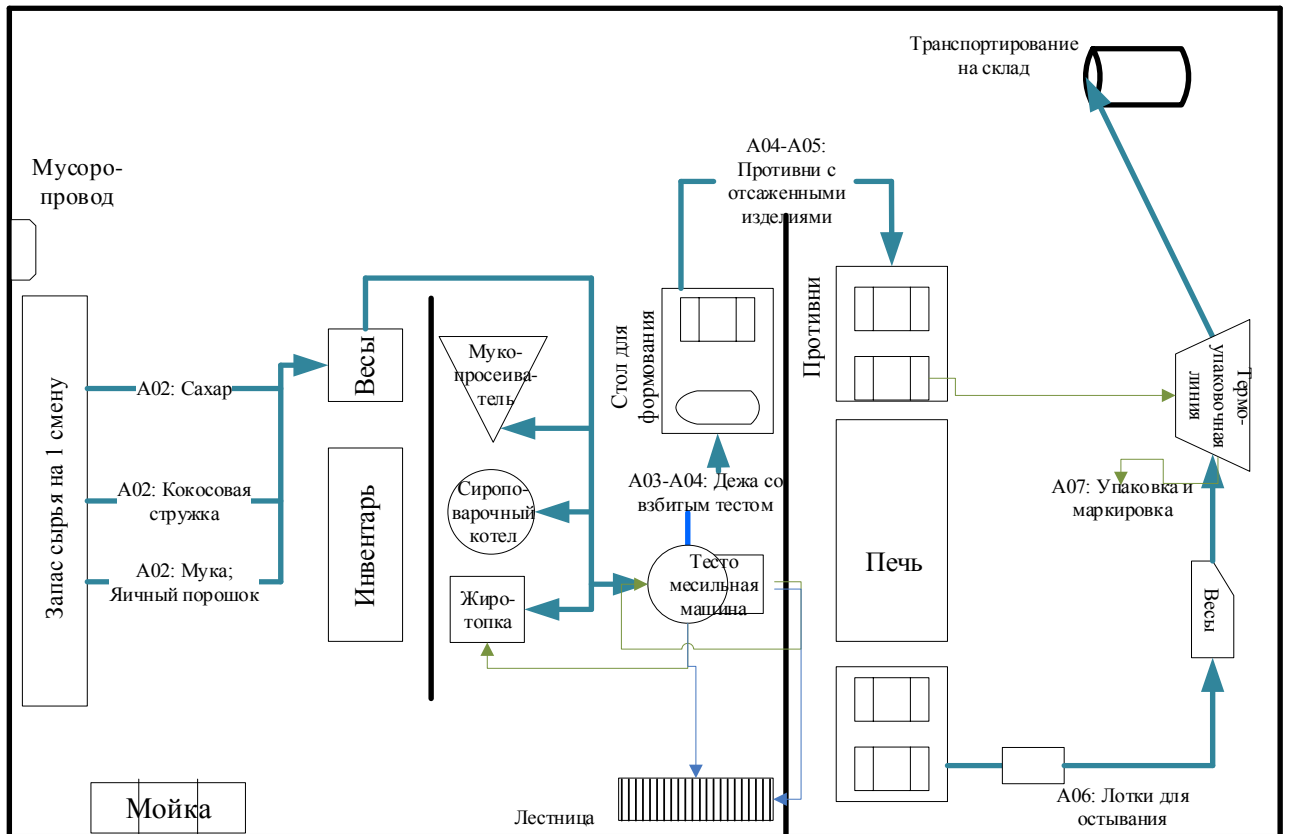 Транспортирование
на склад
А04-А05:
Противни с
отсаженными
изделиями
Мусоро-
провод
Запас сырья на 1 смену
А02: Сахар
А02: Кокосовая
стружка
А02: Мука;
Яичный порошок
Весы
Инвентарь
Муко-
просеива-
тель
Сиропо-
варочный
котел
Жиро-
топка
Стол для
формования
А03-А04: Дежа со
взбитым тестом
Тесто
месильная
машина
Противни
Печь
Термо-
упаковочная
линия
А07: Упаковка и
маркировка
Весы
А06: Лотки для
остывания
Мойка
Лестница